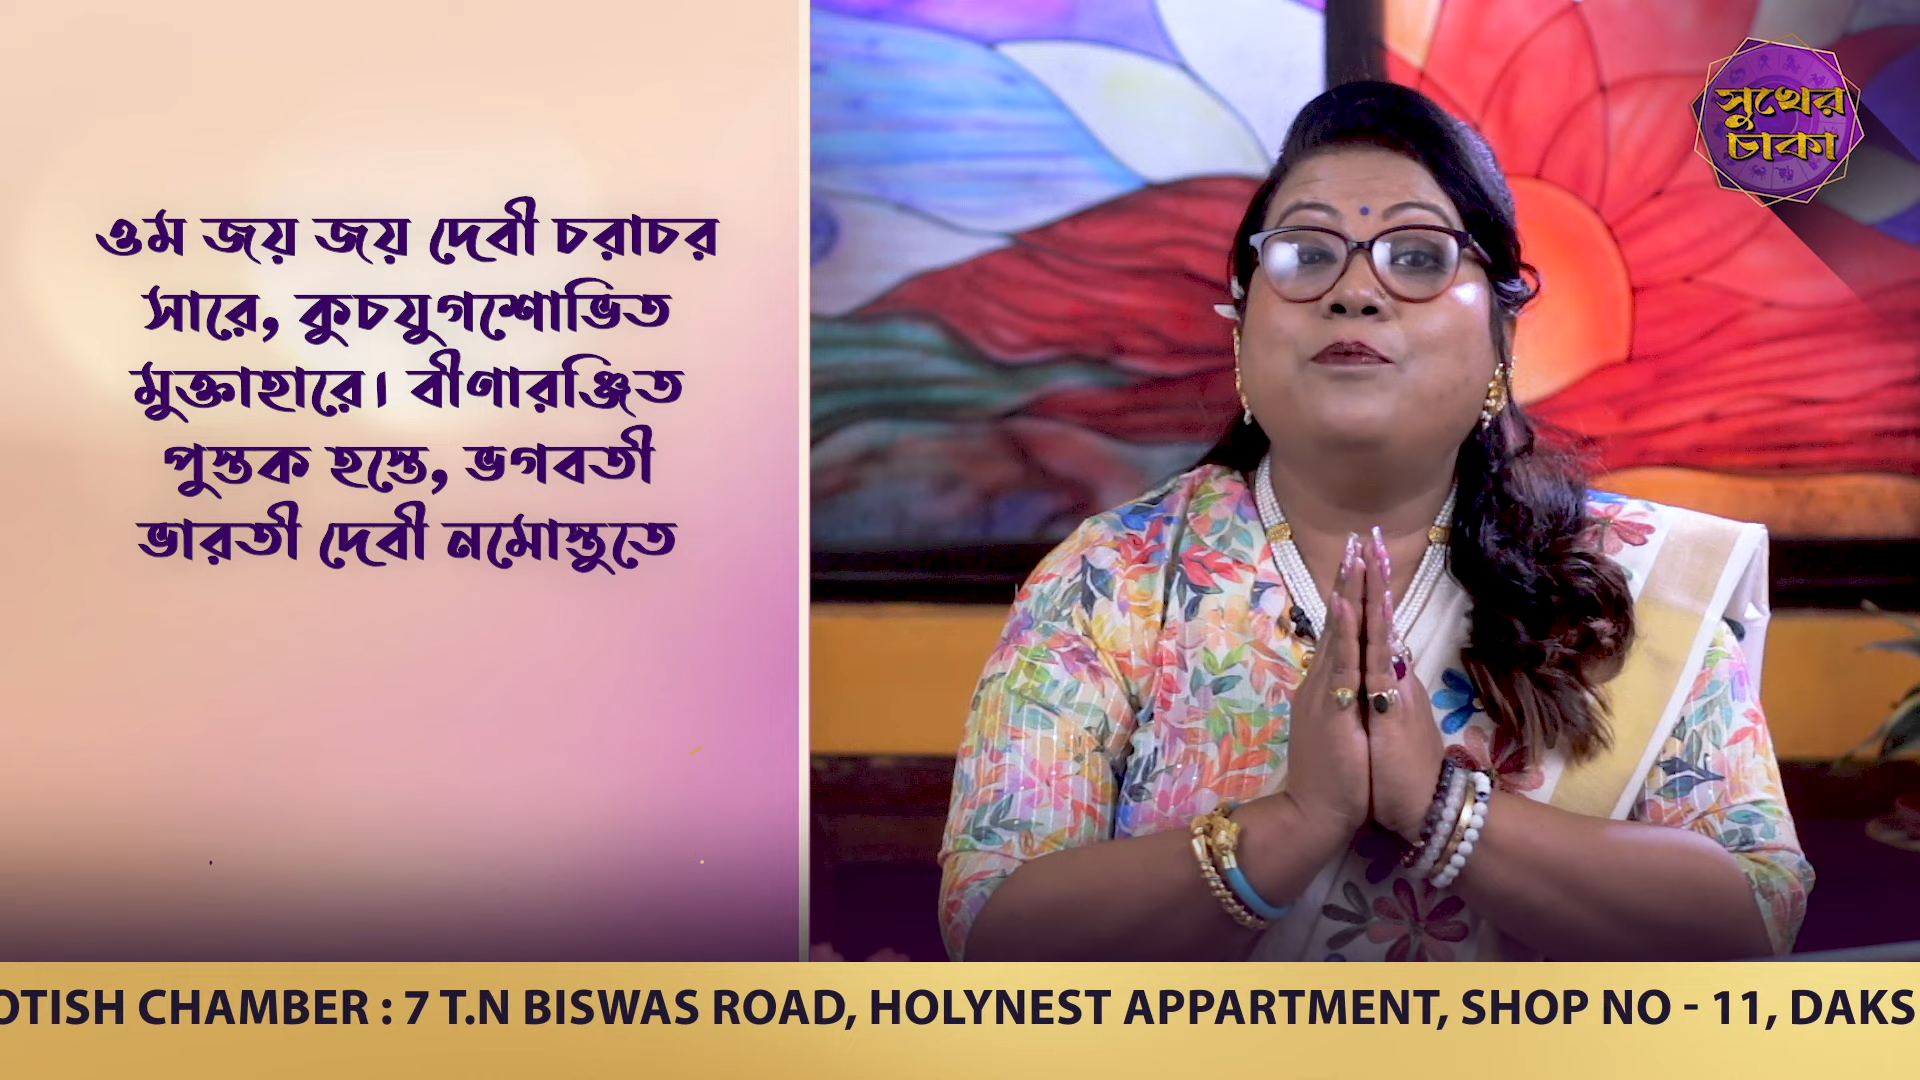 ওম জয় জয় দেবী চরাচর
সারে, কুচযুগশোভিত
মুক্তাহারে। বীণারঞ্জিত
পুস্তক হস্তে, ভগবতী
ভারতী দেবী নমোস্তুতে
সুখের
চাকা
OTISH CHAMBER : 7 T.N BISWAS ROAD, HOLYNEST APPARTMENT, SHOP NO - 11, DAKS